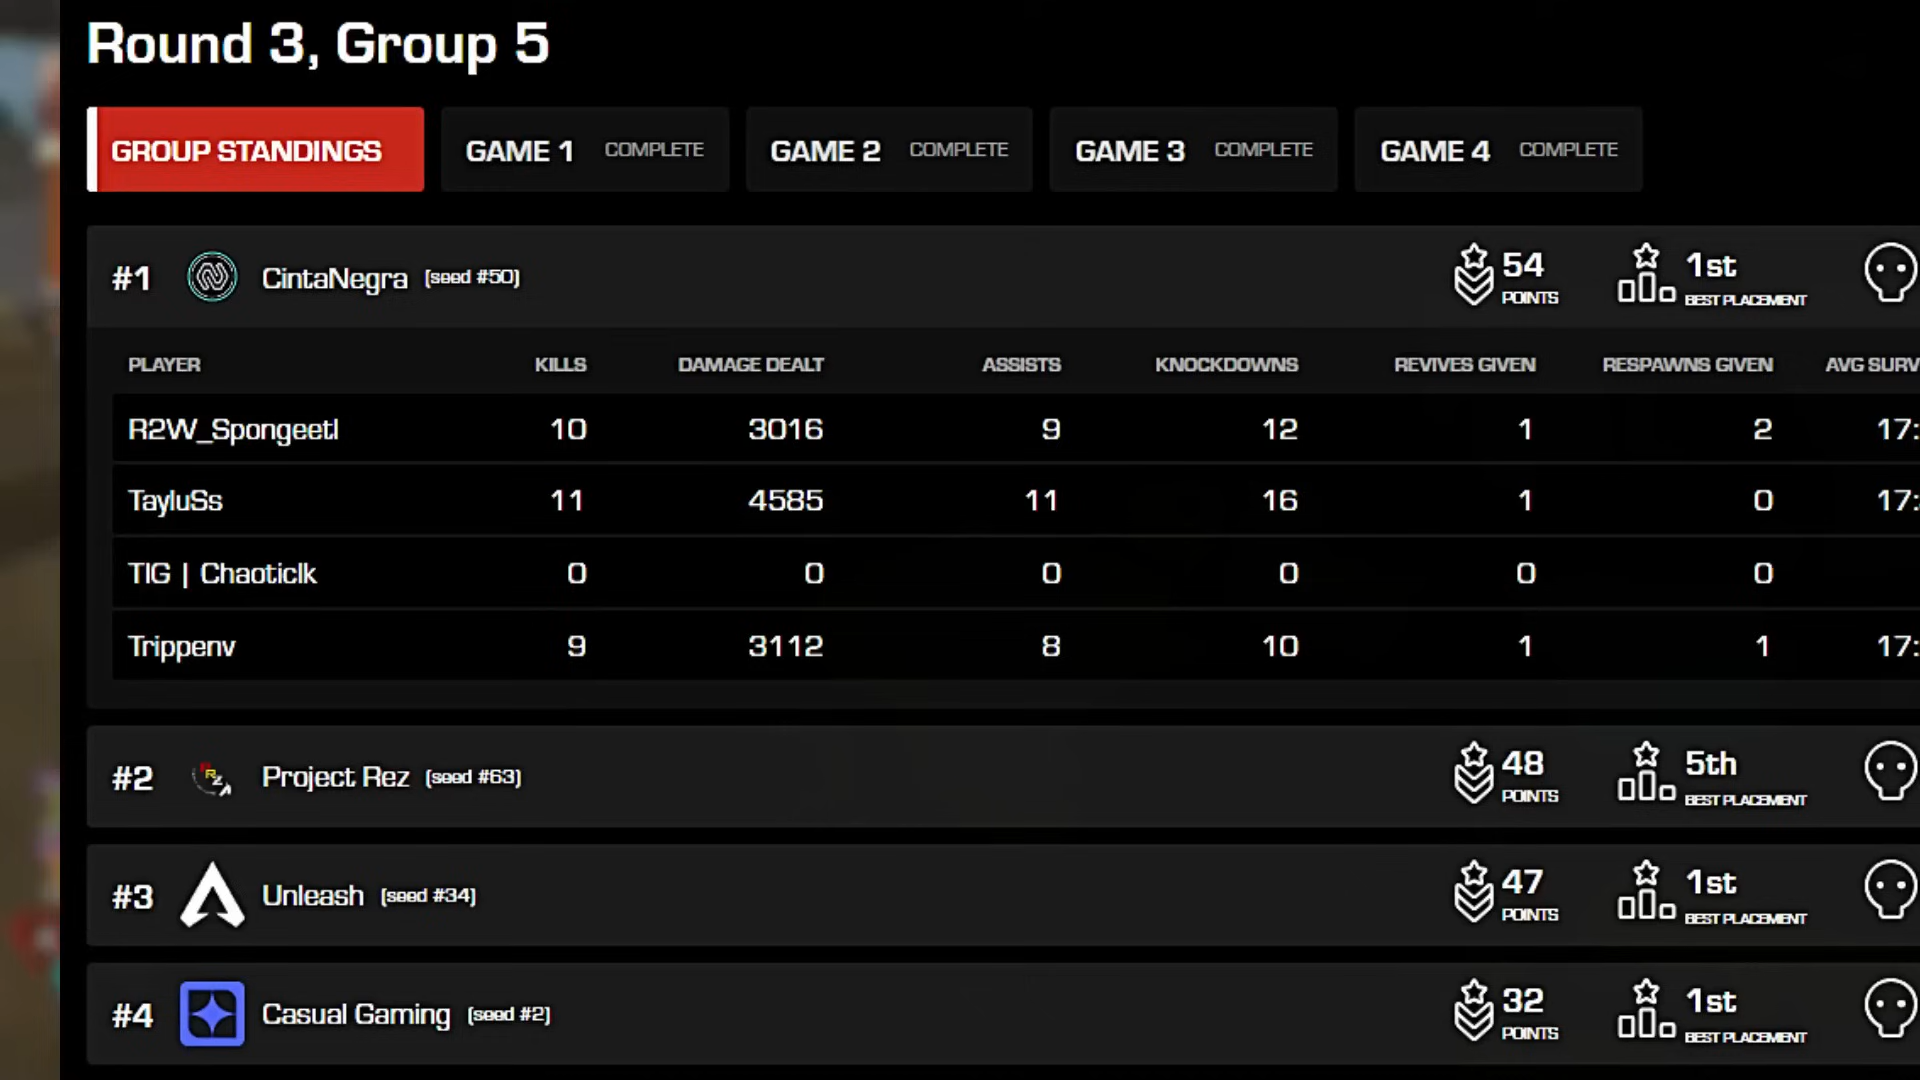 Round 3, Group 5
GROUP STANDINGS GAME 1 COMPLETE GAME 2 COMPLETE GAME 3 COMPLETE GAME 4 COMPLETE
#1 CintaNegra (seed #50) 54 POINTS 1st BEST PLACEMENT
PLAYER KILLS DAMAGE DEALT ASSISTS KNOCKDOWNS REVIVES GIVEN RESPAWNS GIVEN AVG SURV
R2W_Spongeetl 10 3016 9 12 1 2 17:
TayluSs 11 4585 11 16 1 0 17:
TIG | Chaoticlk 0 0 0 0 0 0
Trippenv 9 3112 8 10 1 1 17:
#2 Project Rez (seed #63) 48 POINTS 5th BEST PLACEMENT
#3 Unleash (seed #34) 47 POINTS 1st BEST PLACEMENT
#4 Casual Gaming (seed #2) 32 POINTS 1st BEST PLACEMENT